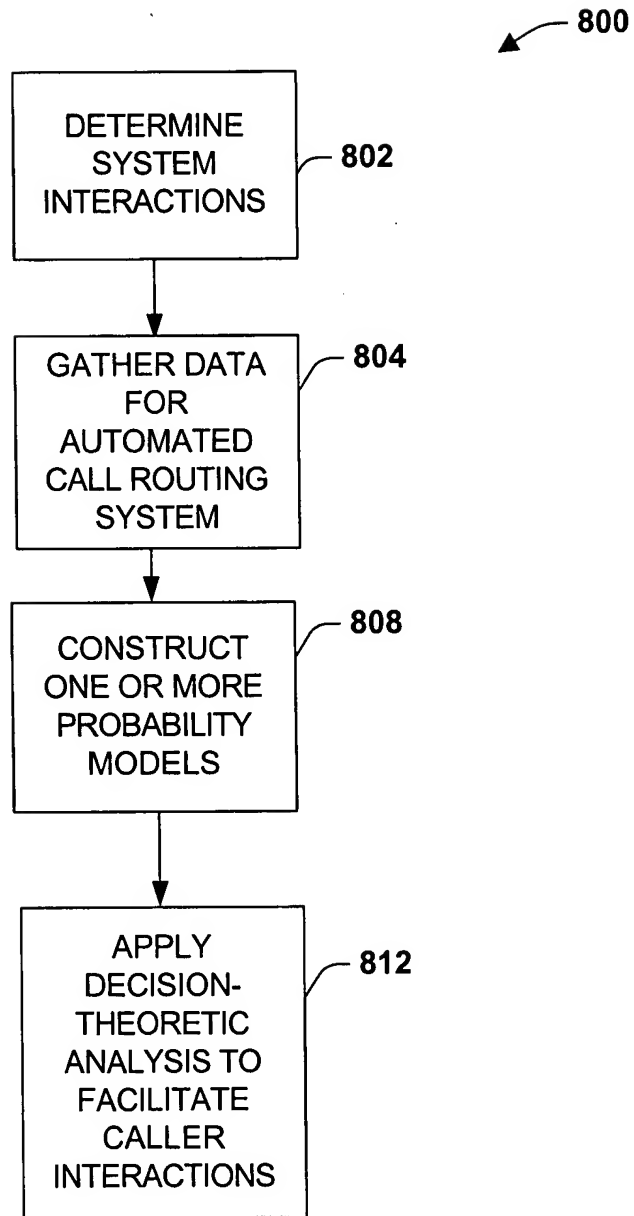 800
DETERMINE
SYSTEM
INTERACTIONS
802
GATHER DATA
FOR
AUTOMATED
CALL ROUTING
SYSTEM
804
CONSTRUCT
ONE OR MORE
PROBABILITY
MODELS
808
APPLY
DECISION-
THEORETIC
ANALYSIS TO
FACILITATE
CALLER
INTERACTIONS
812